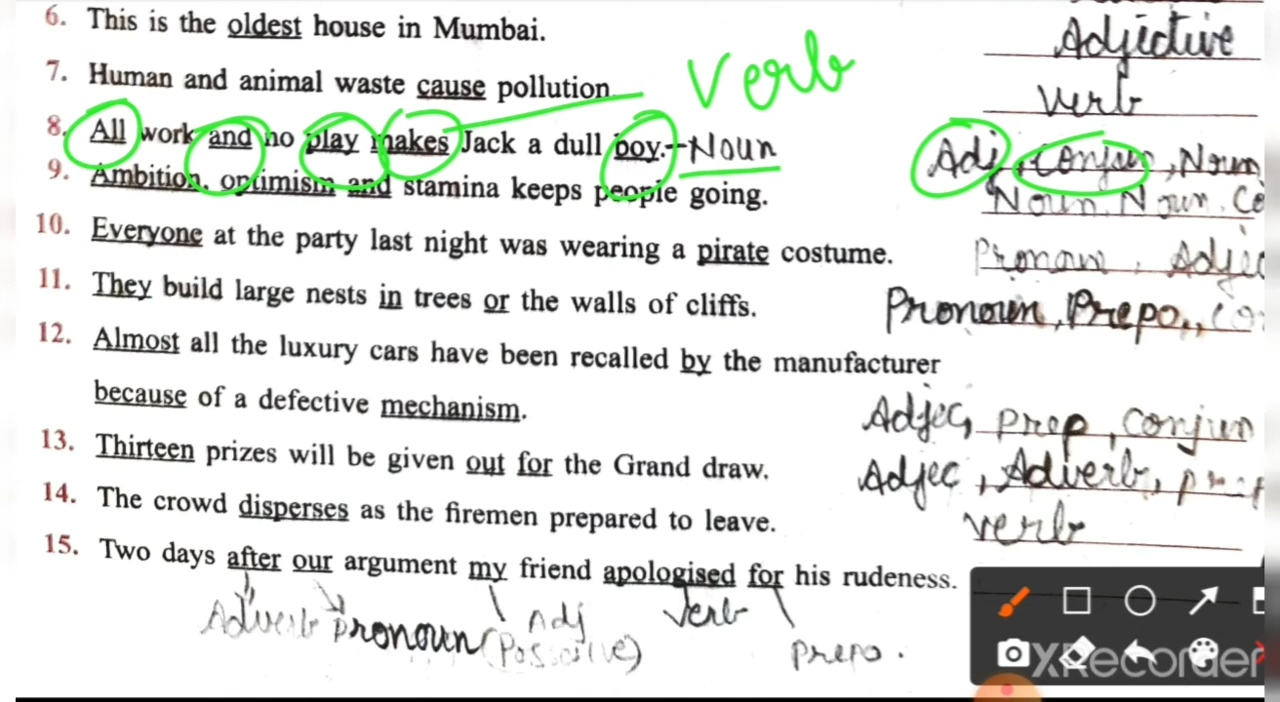 6. This is the oldest house in Mumbai. Adjective
7. Human and animal waste cause pollution verb
verb
8. All work and no play makes Jack a dull boy. - Noun Adj, conjun, Noun
9. Ambition, optimism and stamina keeps people going. Noun, Noun, Co
10. Everyone at the party last night was wearing a pirate costume. Pronoun, Adjec
11. They build large nests in trees or the walls of cliffs. Pronoun, Prepo, co
12. Almost all the luxury cars have been recalled by the manufacturer
because of a defective mechanism. Adjec, prep, conjun
13. Thirteen prizes will be given out for the Grand draw. Adjec, Adverb,
14. The crowd disperses as the firemen prepared to leave. verb
15. Two days after our argument my friend apologised for his rudeness.
Adverb pronoun Adj verb prepo.
XRecorder